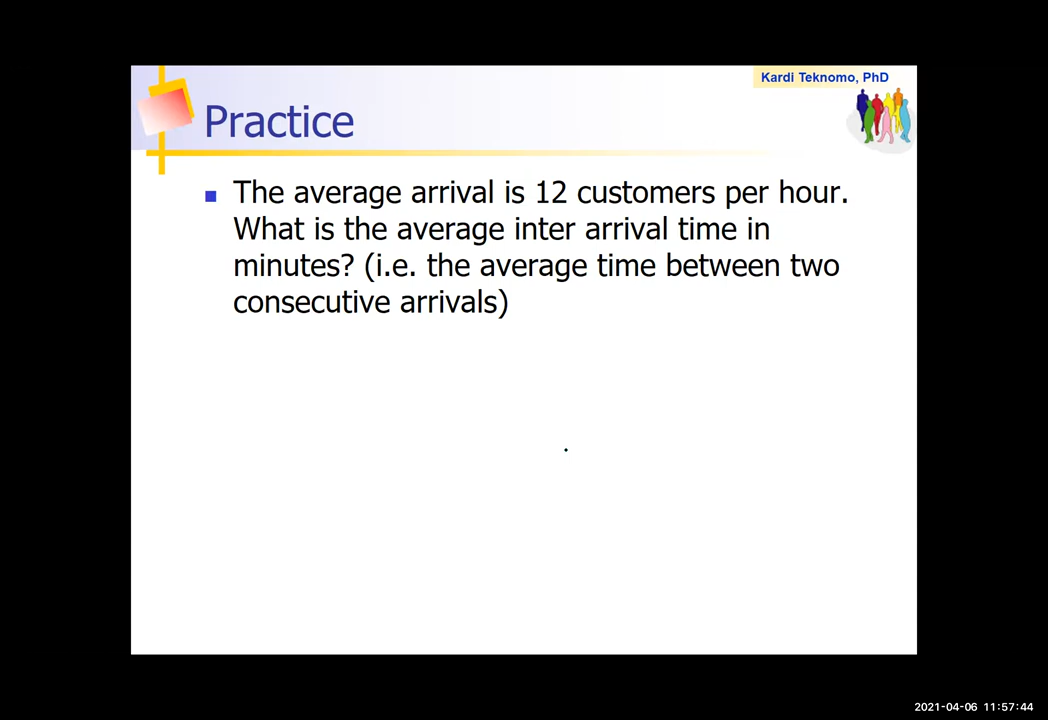 Kardi Teknomo, PhD
Practice
The average arrival is 12 customers per hour.
What is the average inter arrival time in
minutes? (i.e. the average time between two
consecutive arrivals)
2021-04-06 11:57:44